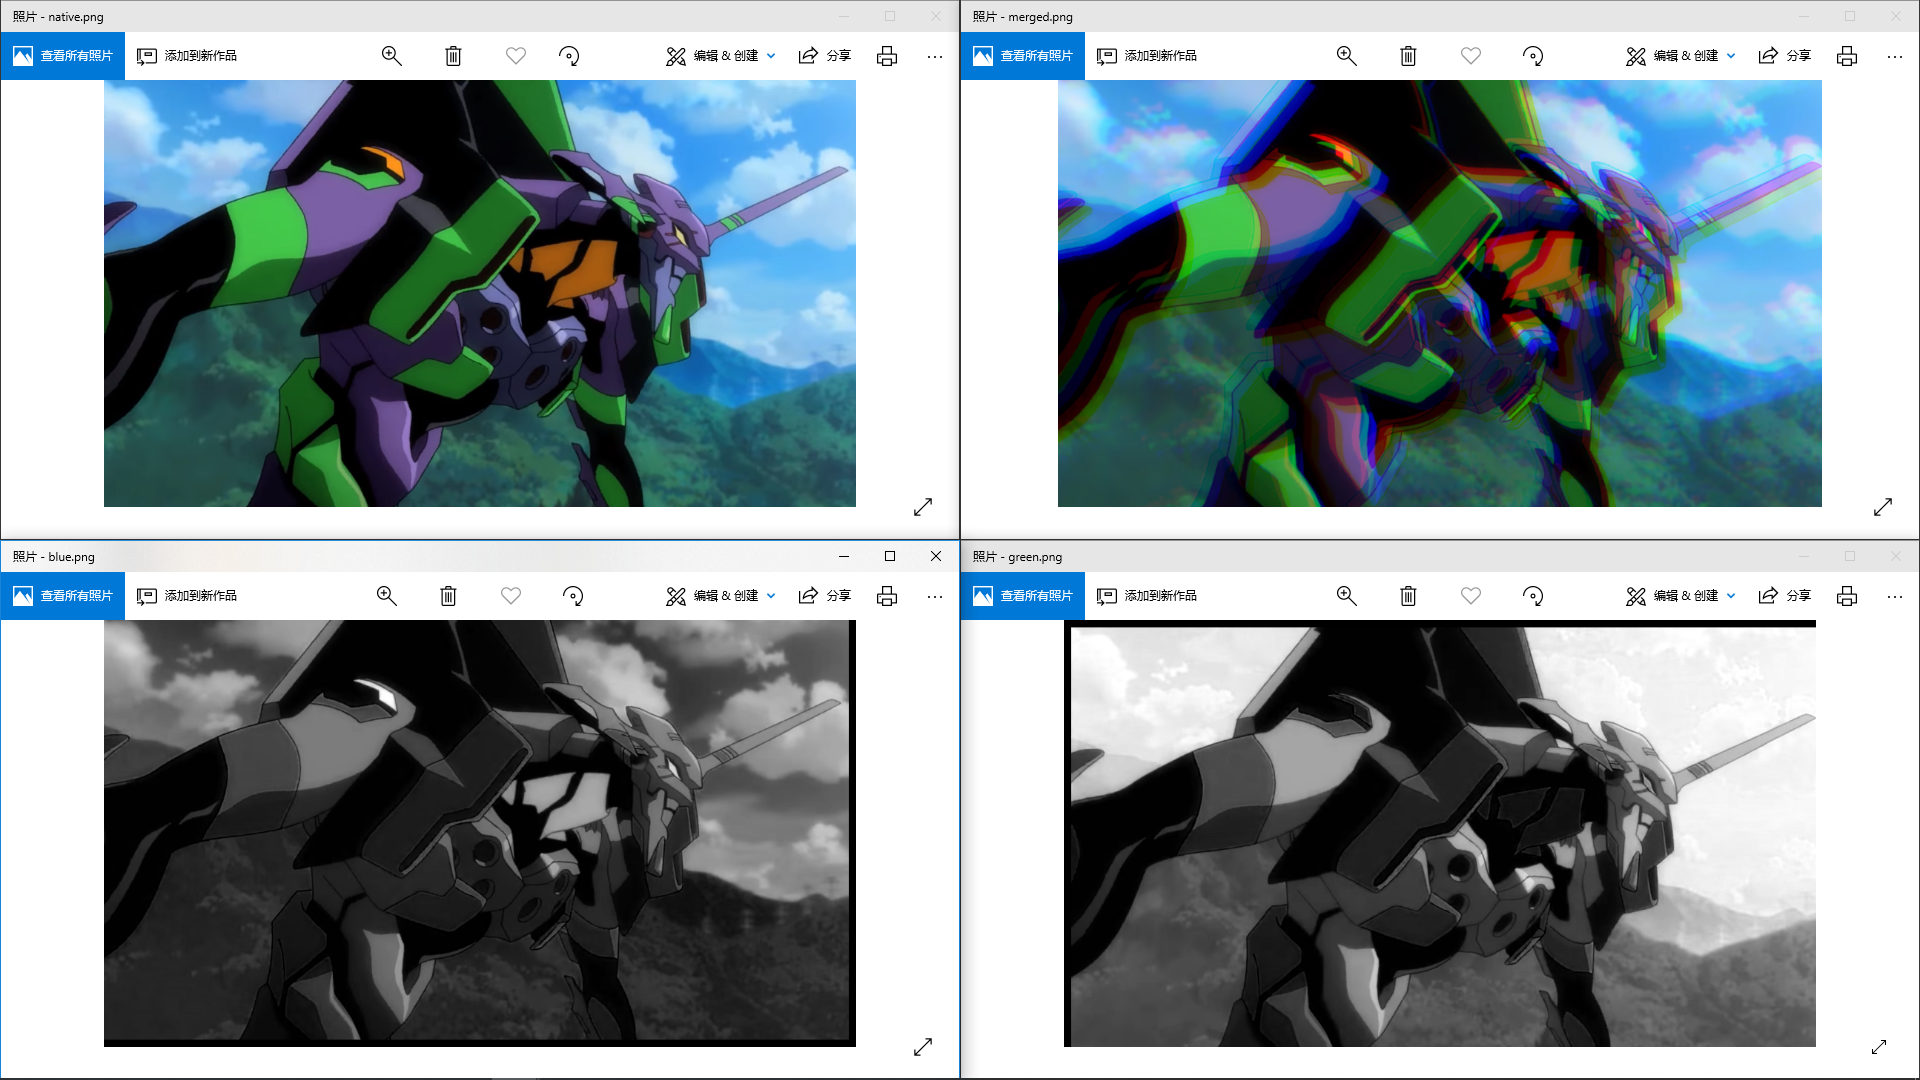 照片 - native.png
查看所有照片 添加到新作品 编辑 & 创建 分享
照片 - merged.png
查看所有照片 添加到新作品 编辑 & 创建 分享
照片 - blue.png
查看所有照片 添加到新作品 编辑 & 创建 分享
照片 - green.png
查看所有照片 添加到新作品 编辑 & 创建 分享